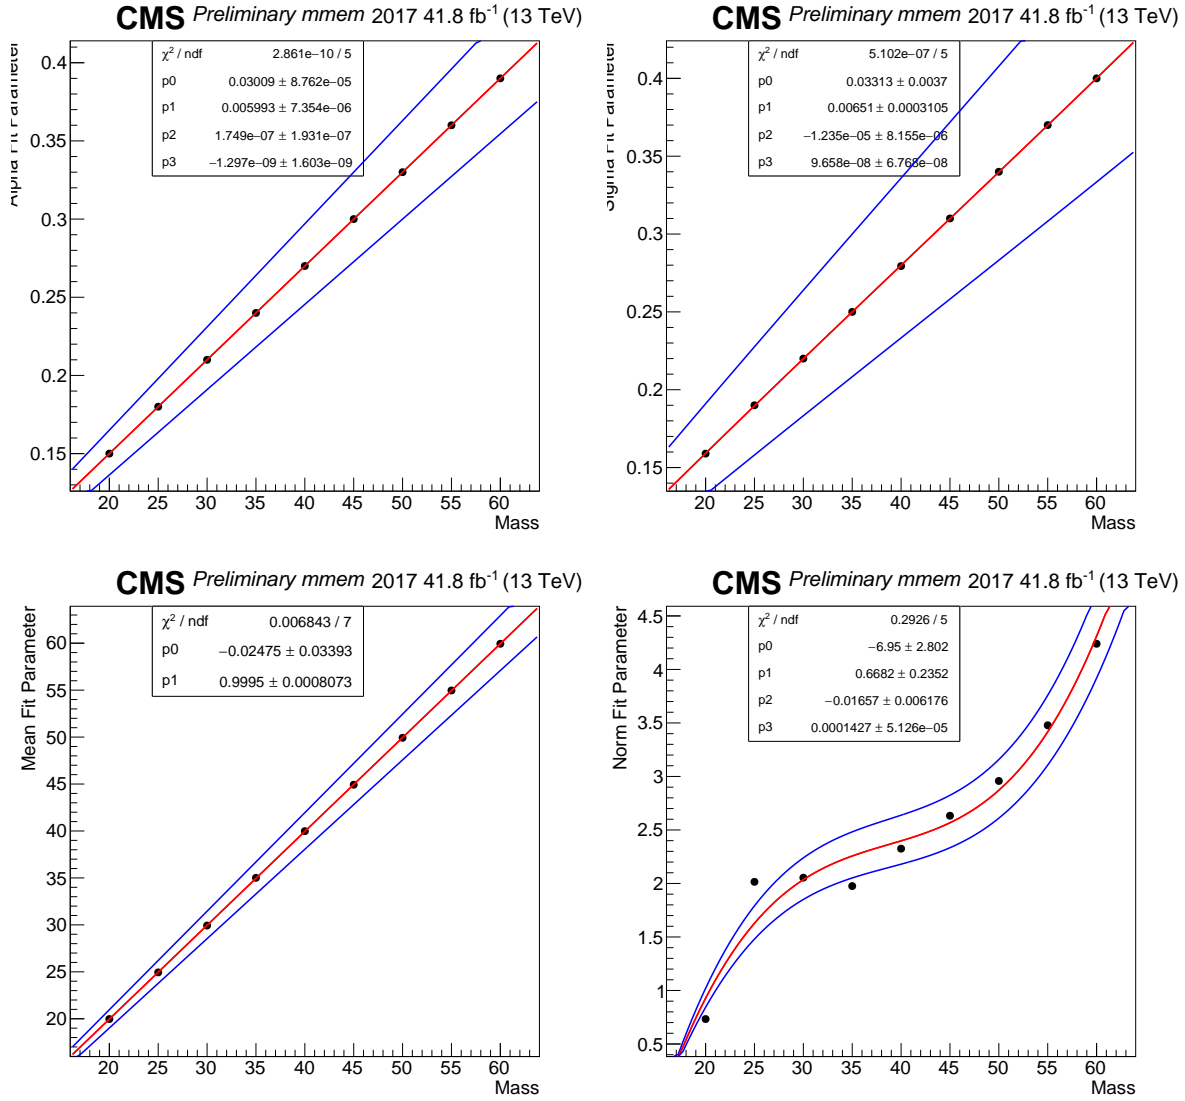 CMS Preliminary mmem 2017 41.8 fb⁻¹ (13 TeV)
χ² / ndf 2.861e−10 / 5
p0 0.03009 ± 8.762e−05
p1 0.005993 ± 7.354e−06
p2 1.749e−07 ± 1.931e−07
p3 −1.297e−09 ± 1.603e−09
Alpha Fit Parameter
0.4
0.35
0.3
0.25
0.2
0.15
20 25 30 35 40 45 50 55 60
Mass
CMS Preliminary mmem 2017 41.8 fb⁻¹ (13 TeV)
χ² / ndf 5.102e−07 / 5
p0 0.03313 ± 0.0037
p1 0.00651 ± 0.0003105
p2 −1.235e−05 ± 8.155e−06
p3 9.658e−08 ± 6.768e−08
Sigma Fit Parameter
0.4
0.35
0.3
0.25
0.2
0.15
20 25 30 35 40 45 50 55 60
Mass
CMS Preliminary mmem 2017 41.8 fb⁻¹ (13 TeV)
χ² / ndf 0.006843 / 7
p0 −0.02475 ± 0.03393
p1 0.9995 ± 0.0008073
Mean Fit Parameter
60
55
50
45
40
35
30
25
20
20 25 30 35 40 45 50 55 60
Mass
CMS Preliminary mmem 2017 41.8 fb⁻¹ (13 TeV)
χ² / ndf 0.2926 / 5
p0 −6.95 ± 2.802
p1 0.6682 ± 0.2352
p2 −0.01657 ± 0.006176
p3 0.0001427 ± 5.126e−05
Norm Fit Parameter
4.5
4
3.5
3
2.5
2
1.5
1
0.5
20 25 30 35 40 45 50 55 60
Mass